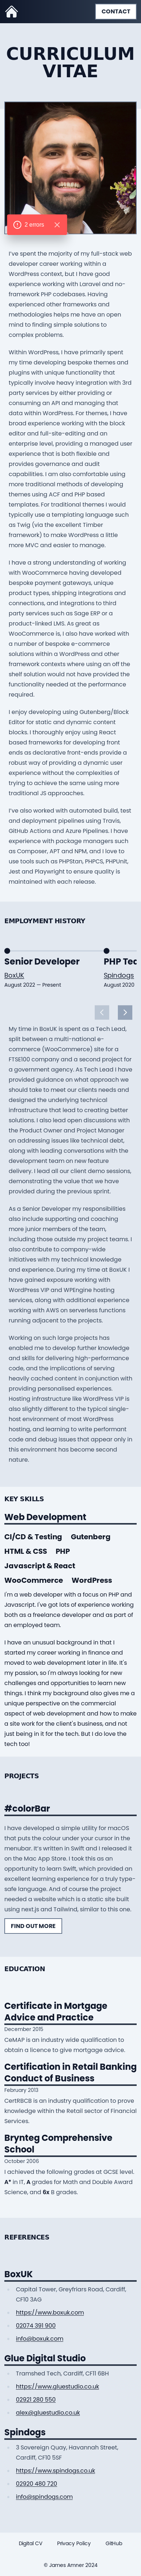 CONTACT
CURRICULUM
VITAE
2 errors
I've spent the majority of my full-stack web
developer career working within a
WordPress context, but I have good
experience working with Laravel and no-
framework PHP codebases. Having
experienced other frameworks and
methodologies helps me have an open
mind to finding simple solutions to
complex problems.
Within WordPress, I have primarily spent
my time developing bespoke themes and
plugins with unique functionality that
typically involve heavy integration with 3rd
party services by either providing or
consuming an API and managing that
data within WordPress. For themes, I have
broad experience working with the block
editor and full-site-editing and an
enterprise level, providing a managed user
experience that is both flexible and
provides governance and audit
capabilities. I am also comfortable using
more traditional methods of developing
themes using ACF and PHP based
templates. For traditional themes I would
typically use a templating language such
as Twig (via the excellent Timber
framework) to make WordPress a little
more MVC and easier to manage.
I have a strong understanding of working
with WooCommerce having developed
bespoke payment gateways, unique
product types, shipping integrations and
connections, and integrations to third
party services such as Sage ERP or a
product-linked LMS. As great as
WooCommerce is, I also have worked with
a number of bespoke e-commerce
solutions within a WordPress and other
framework contexts where using an off the
shelf solution would not have provided the
functionality needed at the performance
required.
I enjoy developing using Gutenberg/Block
Editor for static and dynamic content
blocks. I thoroughly enjoy using React
based frameworks for developing front
ends as declarative front-ends provide a
robust way of providing a dynamic user
experience without the complexities of
trying to achieve the same using more
traditional JS approaches.
I've also worked with automated build, test
and deployment pipelines using Travis,
GitHub Actions and Azure Pipelines. I have
experience with package managers such
as Composer, APT and NPM, and I love to
use tools such as PHPStan, PHPCS, PHPUnit,
Jest and Playwright to ensure quality is
maintained with each release.
EMPLOYMENT HISTORY
Senior Developer
PHP Tec
BoxUK
Spindogs
August 2022 — Present
August 2020
My time in BoxUK is spent as a Tech Lead,
split between a multi-national e-
commerce (WooCommerce) site for a
FTSE100 company and a second project for
a government agency. As Tech Lead I have
provided guidance on what approach we
should take to meet our clients needs and
designed the underlying technical
infrastructure that lead to creating better
solutions. I also lead open discussions with
the Product Owner and Project Manager
on addressing issues like technical debt,
along with leading conversations with the
development team on new feature
delivery. I lead all our client demo sessions,
demonstrating the value that we have
provided during the previous sprint.
As a Senior Developer my responsibilities
also include supporting and coaching
more junior members of the team,
including those outside my project teams. I
also contribute to company-wide
initiatives with my technical knowledge
and experience. During my time at BoxUK I
have gained exposure working with
WordPress VIP and WPEngine hosting
services, along with additional experience
working with AWS on serverless functions
running adjacent to the projects.
Working on such large projects has
enabled me to develop further knowledge
and skills for delivering high-performance
code, and the implications of serving
heavily cached content in conjunction with
providing personalised experiences.
Hosting infrastructure like WordPress VIP is
also slightly different to the single-host
environment of most WordPress
hosting, and learning to write performant
code and debug issues that appear only in
this environment has become second
nature.
KEY SKILLS
Web Development
CI/CD & Testing Gutenberg
HTML & CSS PHP
Javascript & React
WooCommerce WordPress
I'm a web developer with a focus on PHP and
Javascript. I've got lots of experience working
both as a freelance developer and as part of
an employed team.
I have an unusual background in that I
started my career working in finance and
moved to web development later in life. It's
my passion, so I'm always looking for new
challenges and opportunities to learn new
things. I think my background also gives me a
unique perspective on the commercial
aspect of web development and how to make
a site work for the client's business, and not
just being in it for the tech. But I do love the
tech too!
PROJECTS
#colorBar
I have developed a simple utility for macOS
that puts the colour under your cursor in the
menubar. It's written in Swift and I released it
on the Mac App Store. I took this as an
opportunity to learn Swift, which provided an
excellent learning experience for a truly type-
safe language. As part of the project I
needed a website which is a static site built
using next.js and Tailwind, similar to this one.
FIND OUT MORE
EDUCATION
Certificate in Mortgage
Advice and Practice
December 2015
CeMAP is an industry wide qualification to
obtain a licence to give mortgage advice.
Certification in Retail Banking
Conduct of Business
February 2013
CertRBCB is an industry qualification to prove
knowledge within the Retail sector of Financial
Services.
Brynteg Comprehensive
School
October 2006
I achieved the following grades at GCSE level.
A* in IT, A grades for Math and Double Award
Science, and 6x B grades.
REFERENCES
BoxUK
Capital Tower, Greyfriars Road, Cardiff,
CF10 3AG
https://www.boxuk.com
02074 391 900
info@boxuk.com
Glue Digital Studio
Tramshed Tech, Cardiff, CF11 6BH
https://www.gluestudio.co.uk
02921 280 550
alex@gluestudio.co.uk
Spindogs
3 Sovereign Quay, Havannah Street,
Cardiff, CF10 5SF
https://www.spindogs.co.uk
02920 480 720
info@spindogs.com
Digital CV Privacy Policy GitHub
© James Amner 2024